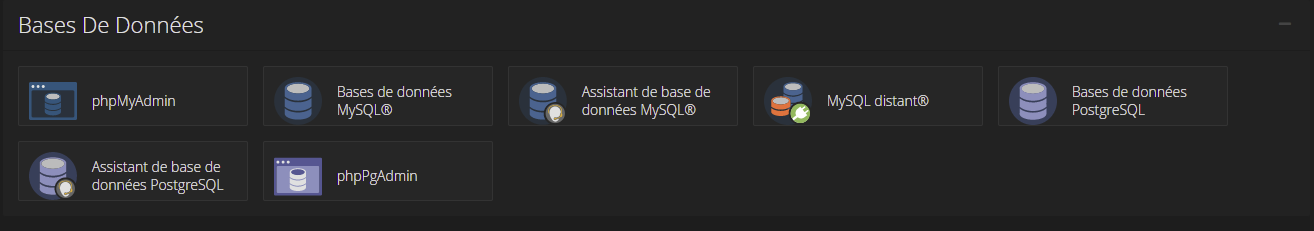 Bases De Données
phpMyAdmin
Bases de données
MySQL®
Assistant de base de
données MySQL®
MySQL distant®
Bases de données
PostgreSQL
Assistant de base de
données PostgreSQL
phpPgAdmin